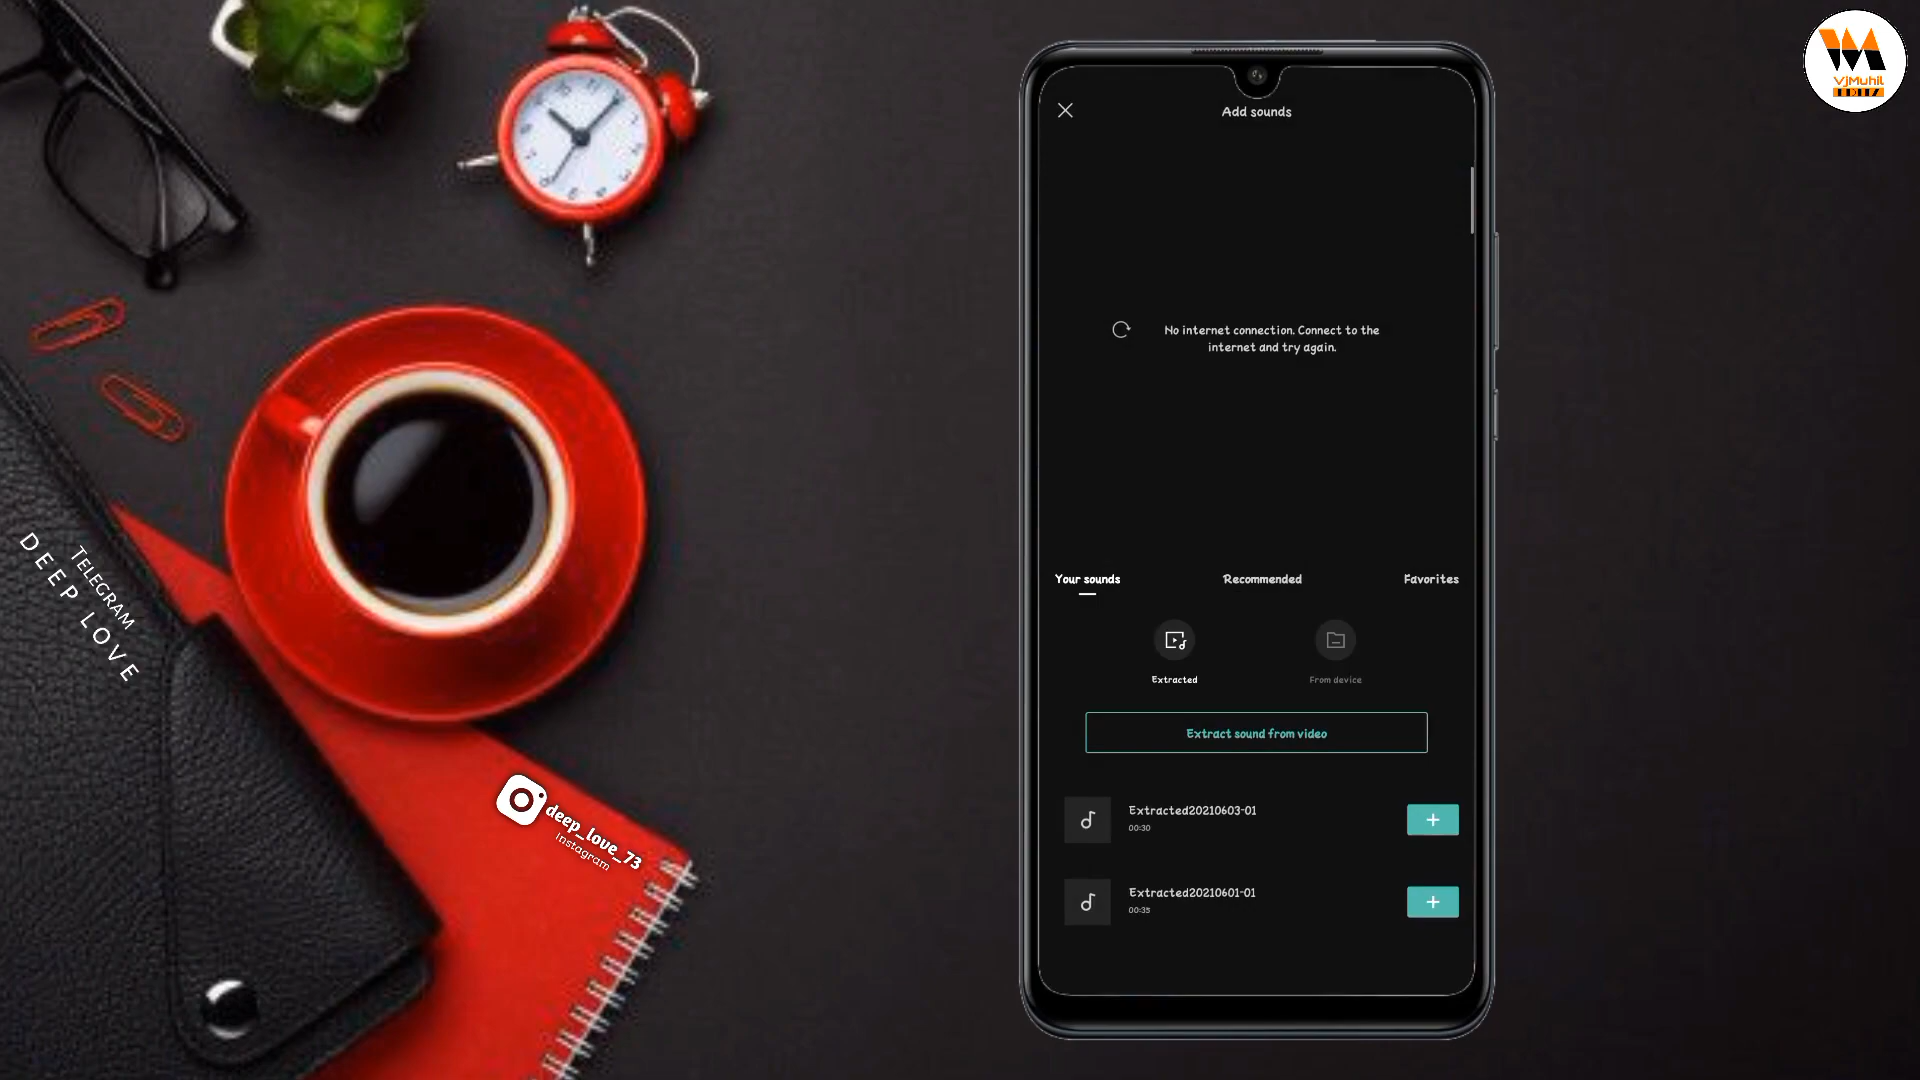 VjMuhil
Add sounds
No internet connection. Connect to the
internet and try again.
Your sounds
Recommended
Favorites
Extracted
From device
Extract sound from video
Extracted20210603-01
00:30
Extracted20210601-01
00:35
TELEGRAM
DEEP LOVE
deep_love_73
Instagram